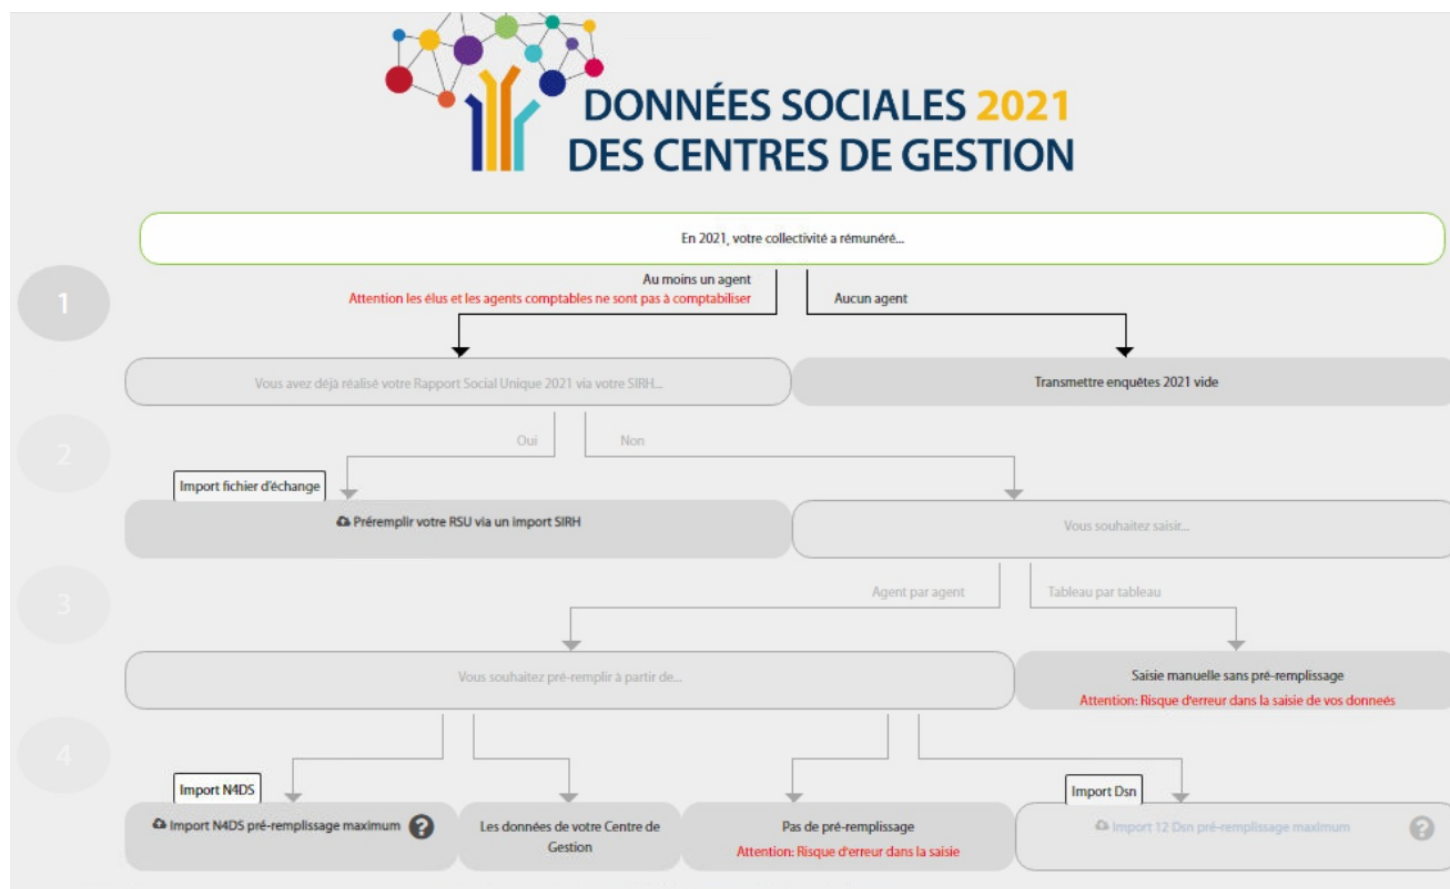 DONNÉES SOCIALES 2021
DES CENTRES DE GESTION
En 2021, votre collectivité a rémunéré...
1
Au moins un agent
Attention les élus et les agents comptables ne sont pas à comptabiliser
Aucun agent
Vous avez déjà réalisé votre Rapport Social Unique 2021 via votre SIRH...
Transmettre enquêtes 2021 vide
2
Oui
Non
Import fichier d'échange
Préremplir votre RSU via un import SIRH
Vous souhaitez saisir...
3
Agent par agent
Tableau par tableau
Vous souhaitez pré-remplir à partir de...
Saisie manuelle sans pré-remplissage
Attention: Risque d'erreur dans la saisie de vos donneés
4
Import N4DS
Import N4DS pré-remplissage maximum ?
Les données de votre Centre de
Gestion
Pas de pré-remplissage
Attention: Risque d'erreur dans la saisie
Import Dsn
Import 12 Dsn pré-remplissage maximum ?